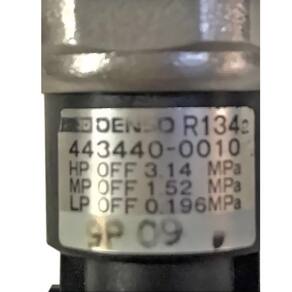 DENSO R134a
443440-0010
HP OFF 3.14 MPa
MP OFF 1.52 MPa
LP OFF 0.196MPa
9P 09